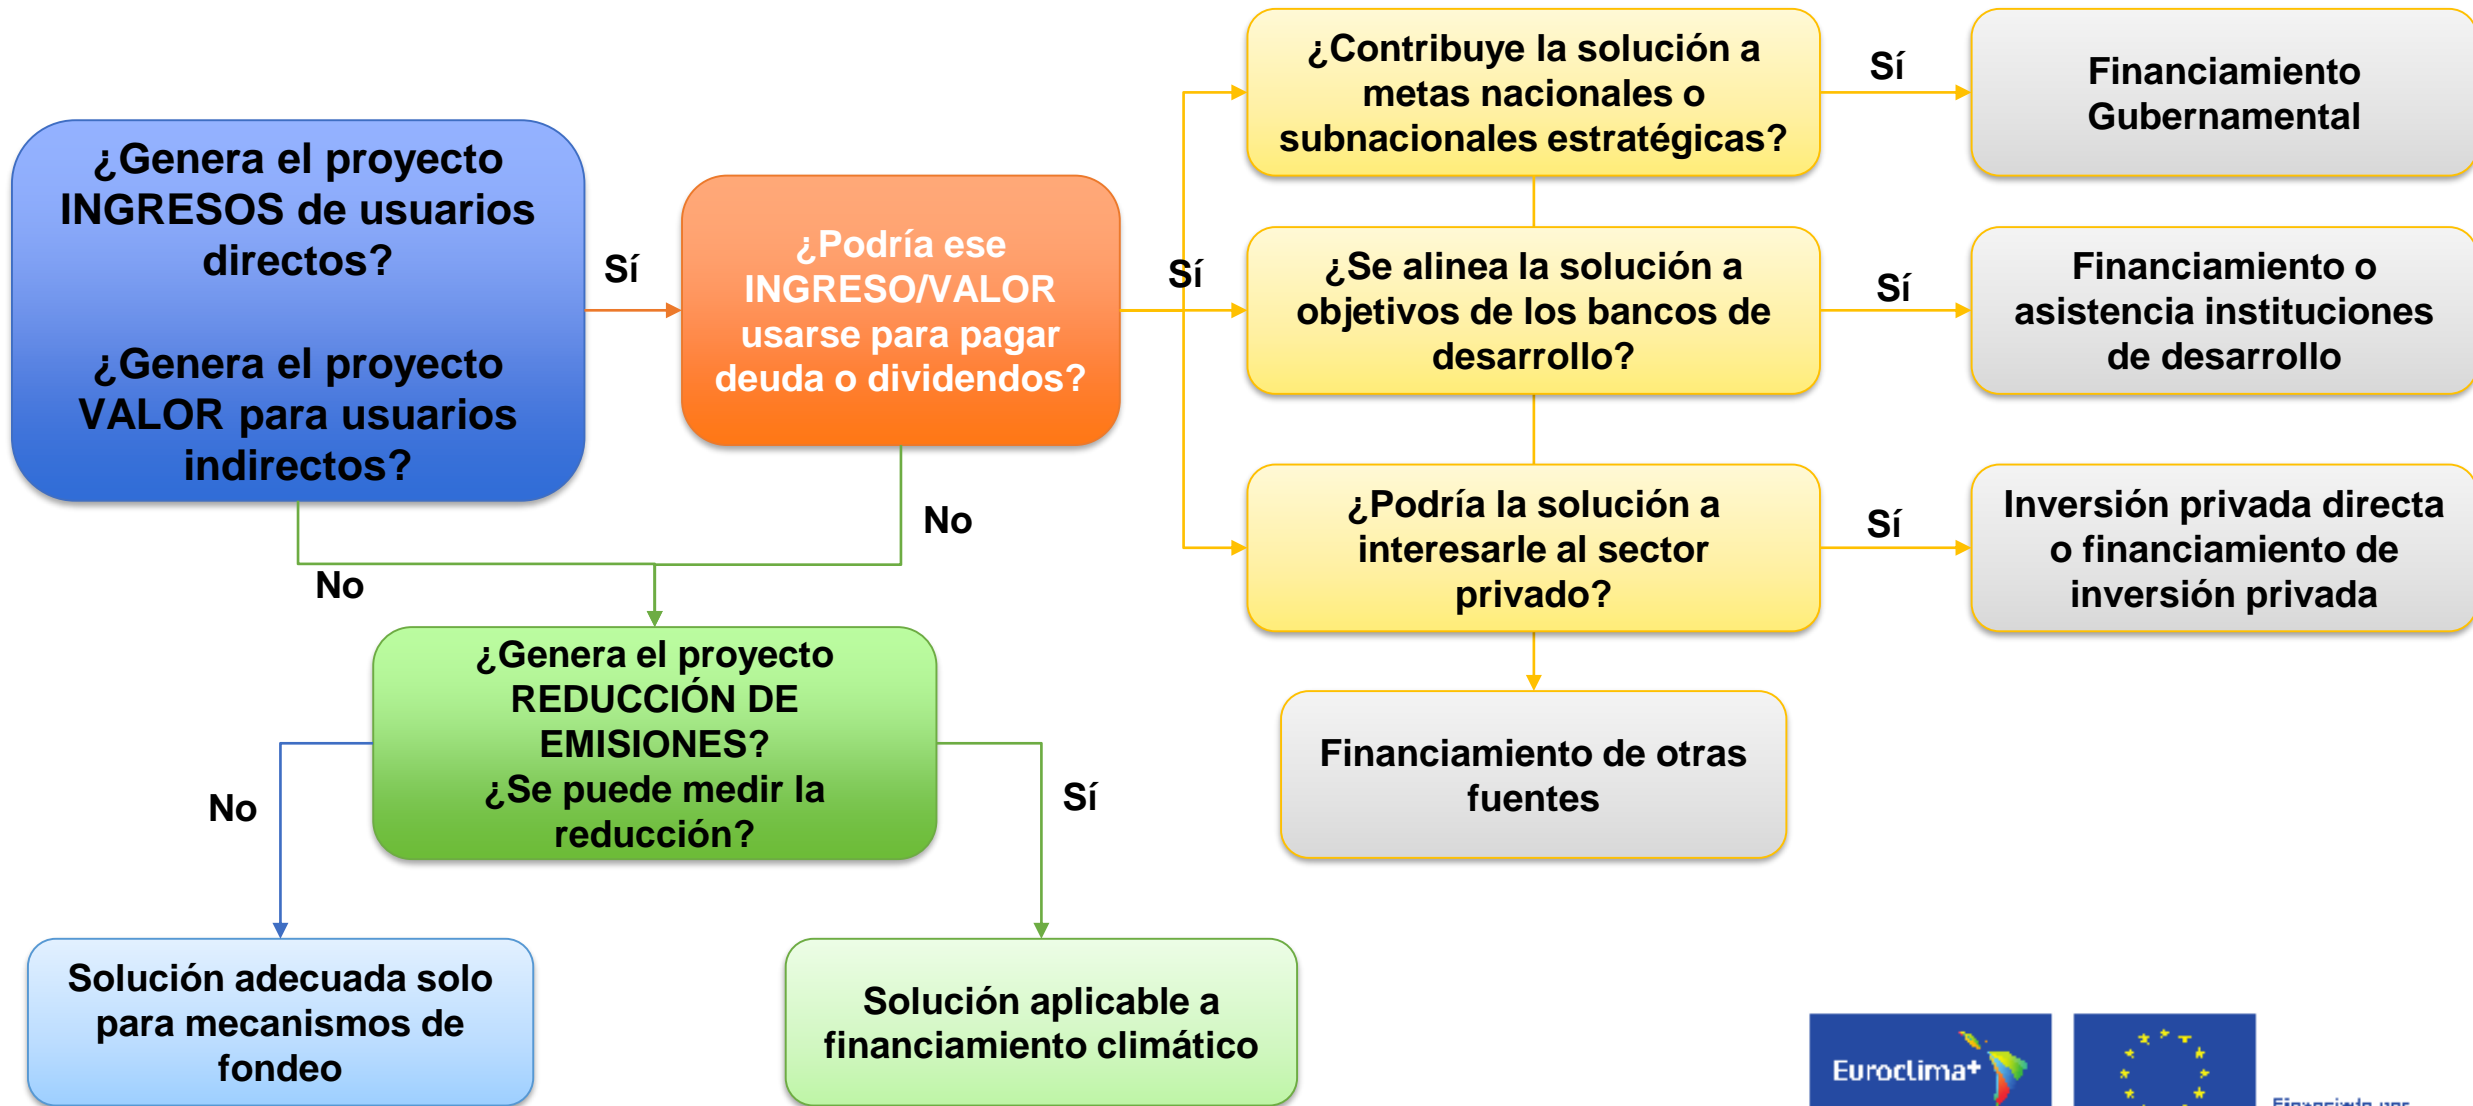 ¿Genera el proyecto
INGRESOS de usuarios
directos?
¿Genera el proyecto
VALOR para usuarios
indirectos?
Sí
No
¿Podría ese
INGRESO/VALOR
usarse para pagar
deuda o dividendos?
Sí
No
¿Contribuye la solución a
metas nacionales o
subnacionales estratégicas?
Sí
Financiamiento
Gubernamental
¿Se alinea la solución a
objetivos de los bancos de
desarrollo?
Sí
Financiamiento o
asistencia instituciones
de desarrollo
¿Podría la solución a
interesarle al sector
privado?
Sí
Inversión privada directa
o financiamiento de
inversión privada
Financiamiento de otras
fuentes
¿Genera el proyecto
REDUCCIÓN DE
EMISIONES?
¿Se puede medir la
reducción?
No
Sí
Solución adecuada solo
para mecanismos de
fondeo
Solución aplicable a
financiamiento climático
Euroclima+